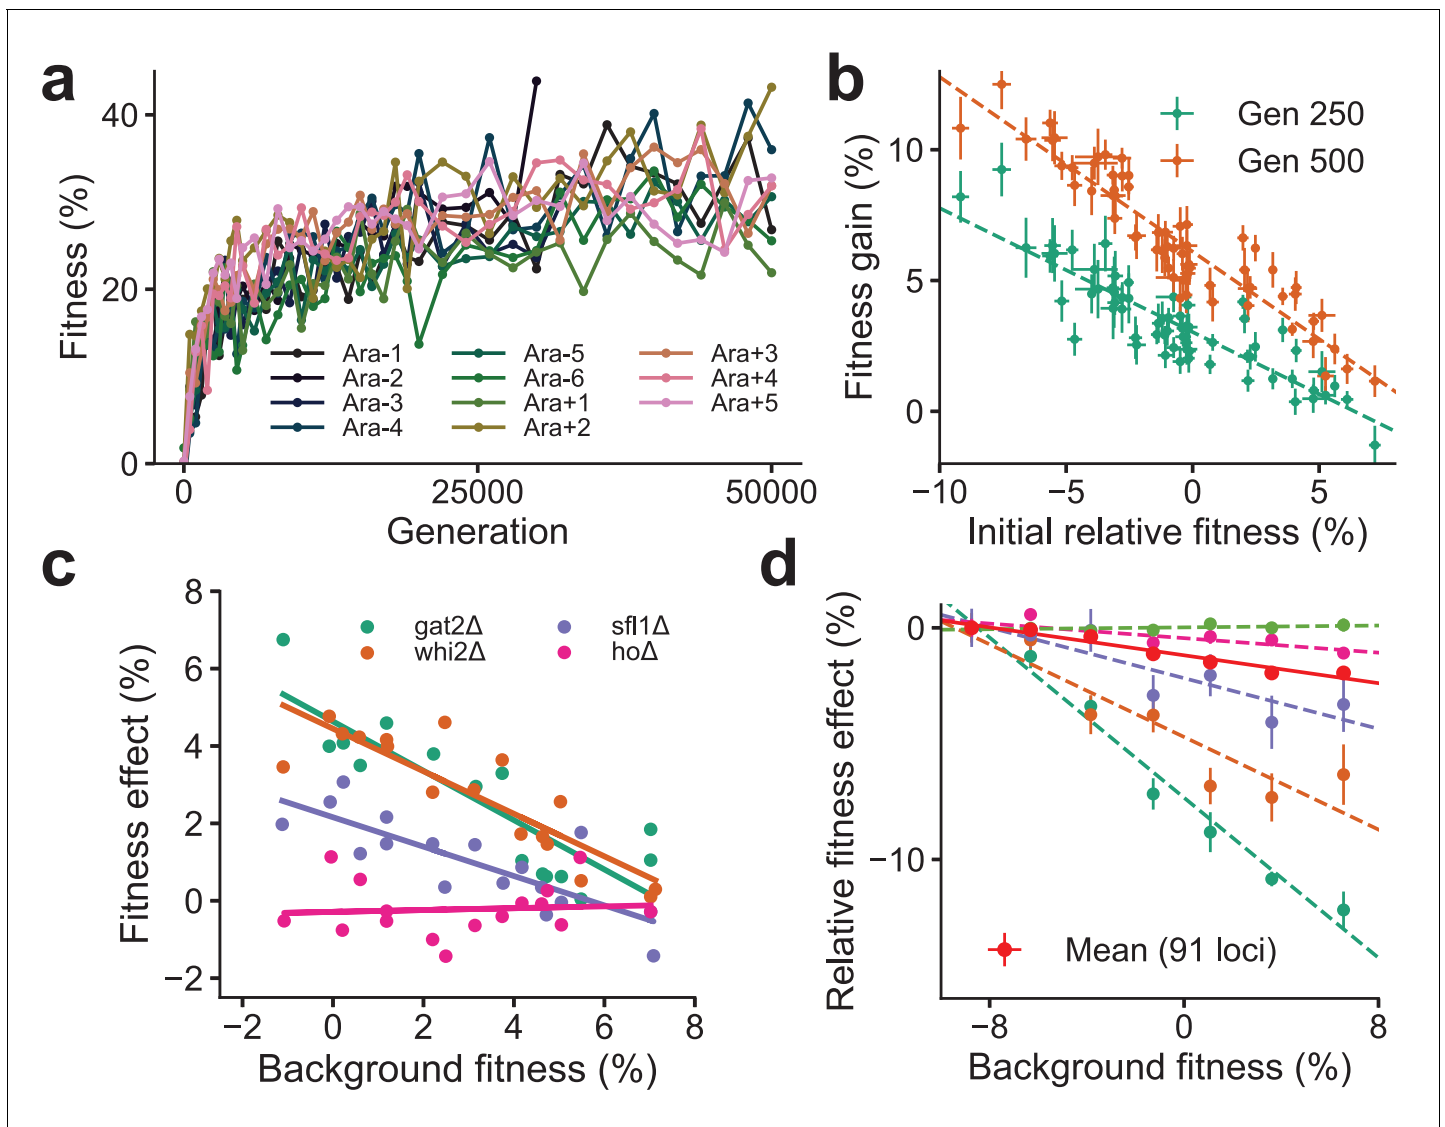 a
Fitness (%)
40
20
0
0
25000
50000
Generation
Ara-1
Ara-2
Ara-3
Ara-4
Ara-5
Ara-6
Ara+1
Ara+2
Ara+3
Ara+4
Ara+5
b
Fitness gain (%)
10
5
0
−10
−5
0
5
Initial relative fitness (%)
Gen 250
Gen 500
c
Fitness effect (%)
8
6
4
2
0
−2
−2
0
2
4
6
8
Background fitness (%)
gat2Δ
whi2Δ
sfl1Δ
hoΔ
d
Relative fitness effect (%)
0
−10
−8
0
8
Background fitness (%)
Mean (91 loci)